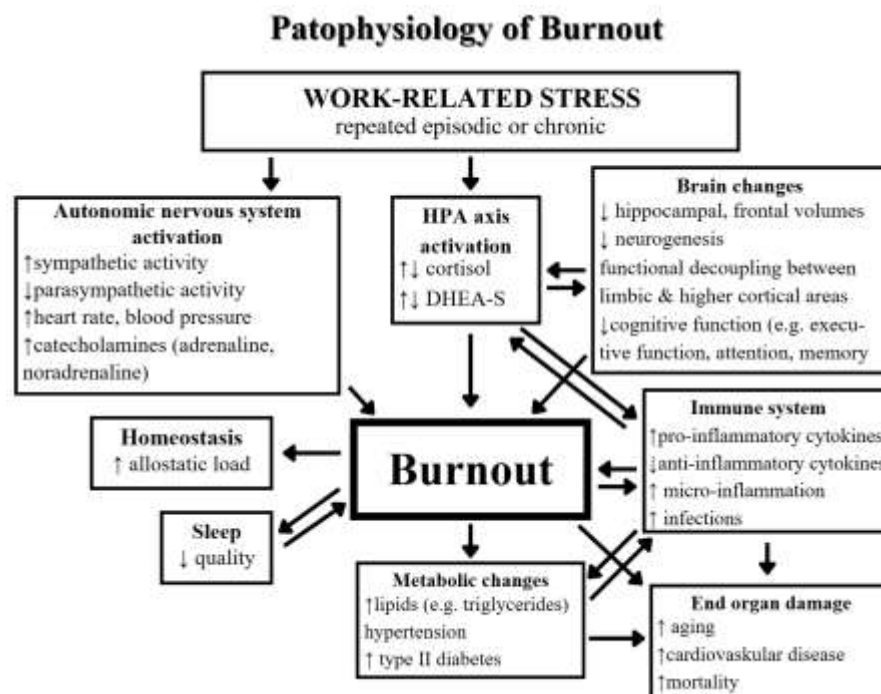 Patophysiology of Burnout
WORK-RELATED STRESS
repeated episodic or chronic
Autonomic nervous system
activation
↑sympathetic activity
↓parasympathetic activity
↑heart rate, blood pressure
↑catecholamines (adrenaline,
noradrenaline)
HPA axis
activation
↑↓ cortisol
↑↓ DHEA-S
Brain changes
↓ hippocampal, frontal volumes
↓ neurogenesis
functional decoupling between
limbic & higher cortical areas
↓cognitive function (e.g. execu-
tive function, attention, memory
Homeostasis
↑ allostatic load
Burnout
Immune system
↑pro-inflammatory cytokines
↓anti-inflammatory cytokines
↑ micro-inflammation
↑ infections
Sleep
↓ quality
Metabolic changes
↑lipids (e.g. triglycerides)
hypertension
↑ type II diabetes
End organ damage
↑ aging
↑cardiovascular disease
↑mortality